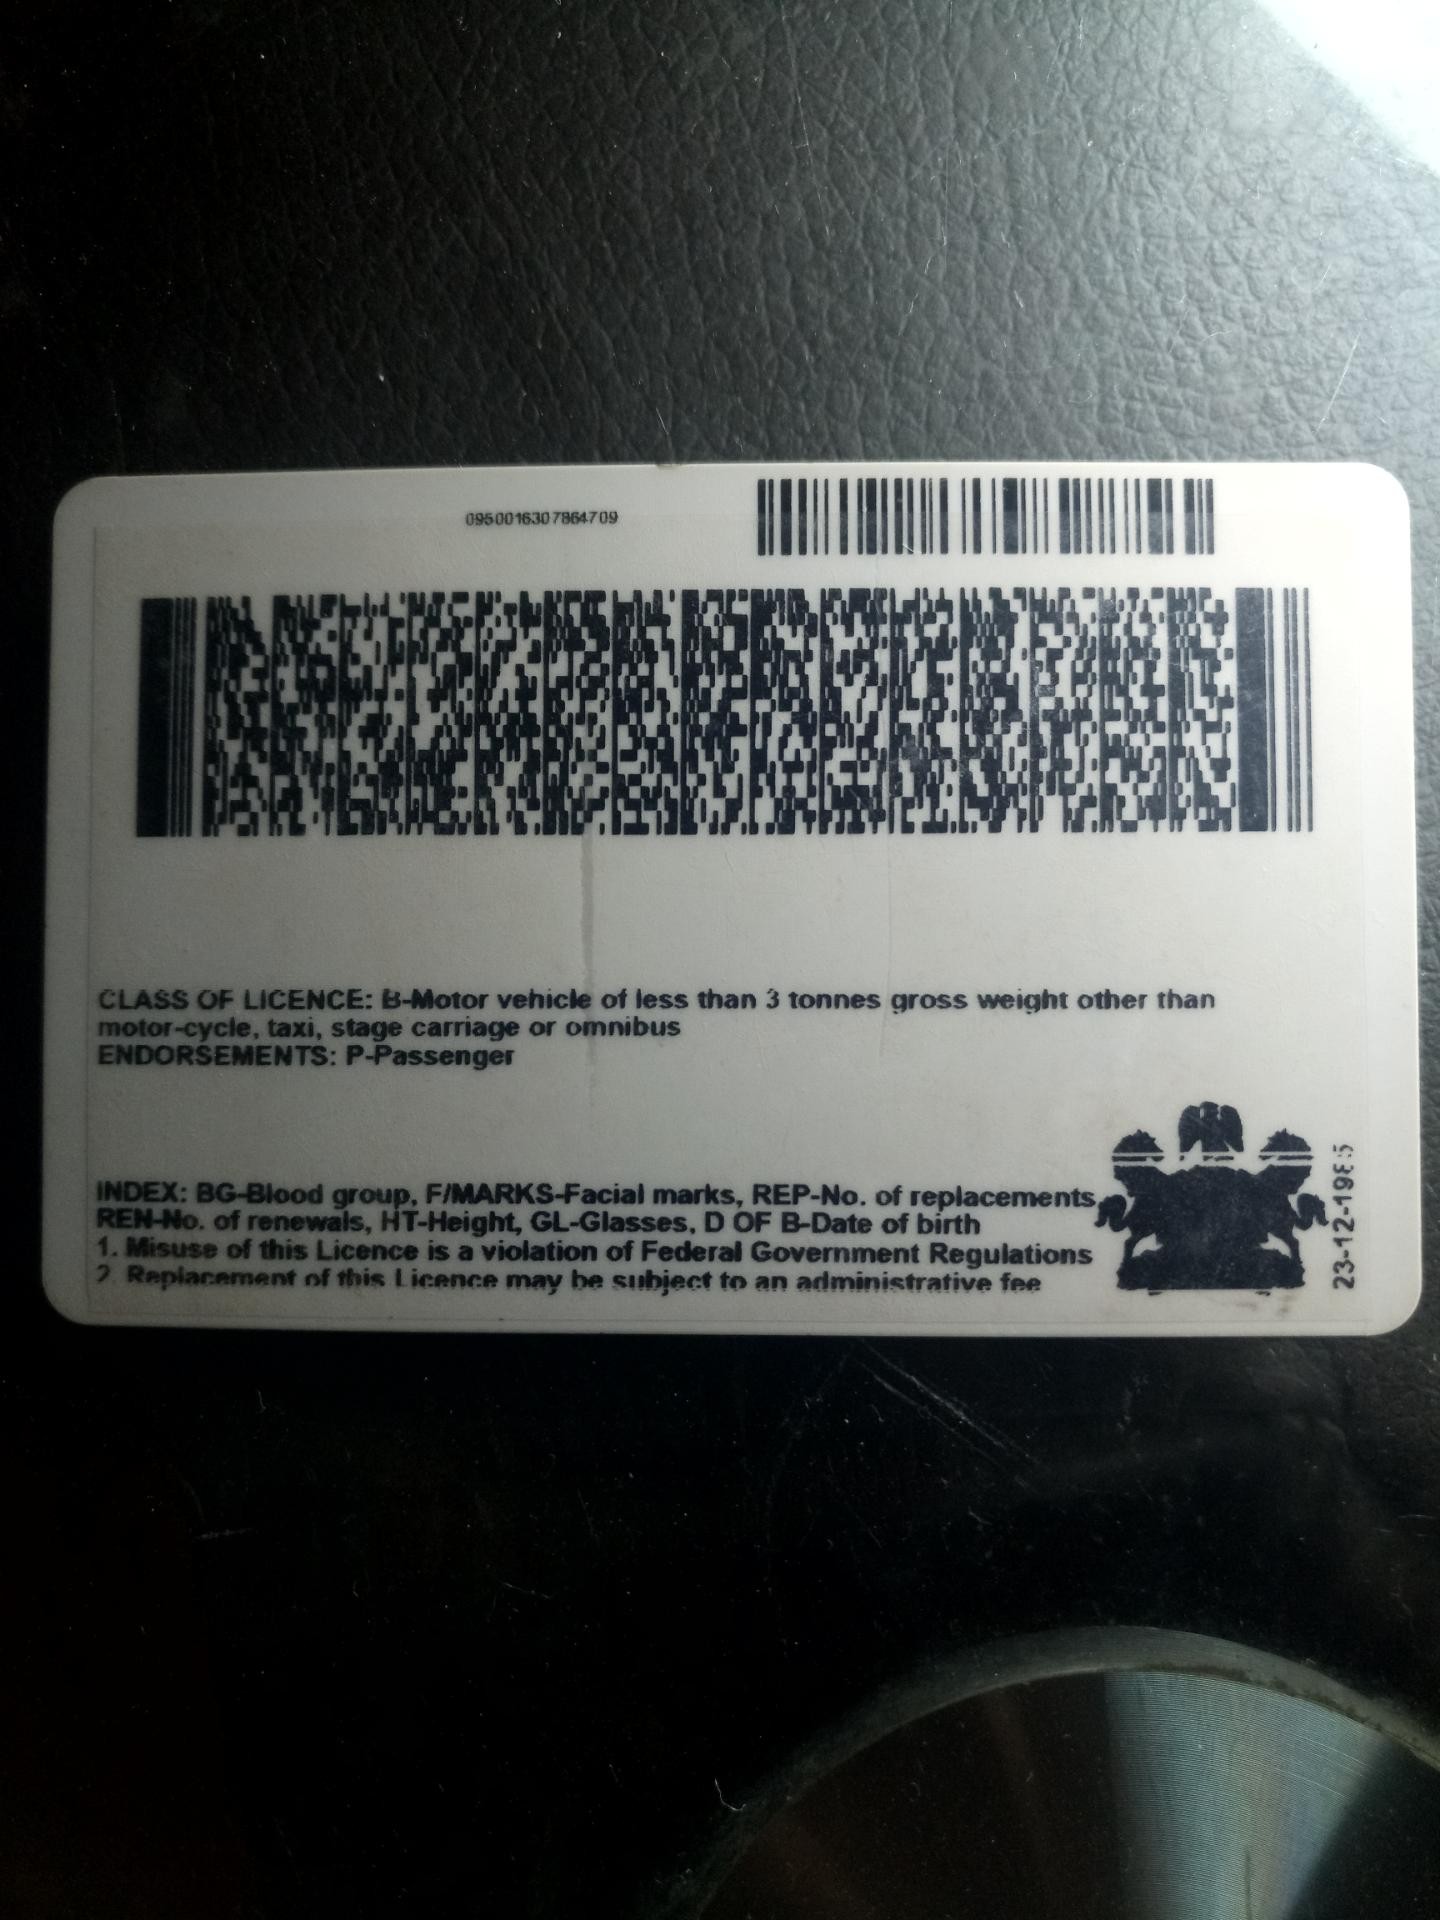 0950016307864709
CLASS OF LICENCE: B-Motor vehicle of less than 3 tonnes gross weight other than
motor-cycle, taxi, stage carriage or omnibus
ENDORSEMENTS: P-Passenger
INDEX: BG-Blood group, F/MARKS-Facial marks, REP-No. of replacements,
REN-No. of renewals, HT-Height, GL-Glasses, D OF B-Date of birth
1. Misuse of this Licence is a violation of Federal Government Regulations
2. Replacement of this Licence may be subject to an administrative fee
23-12-1985